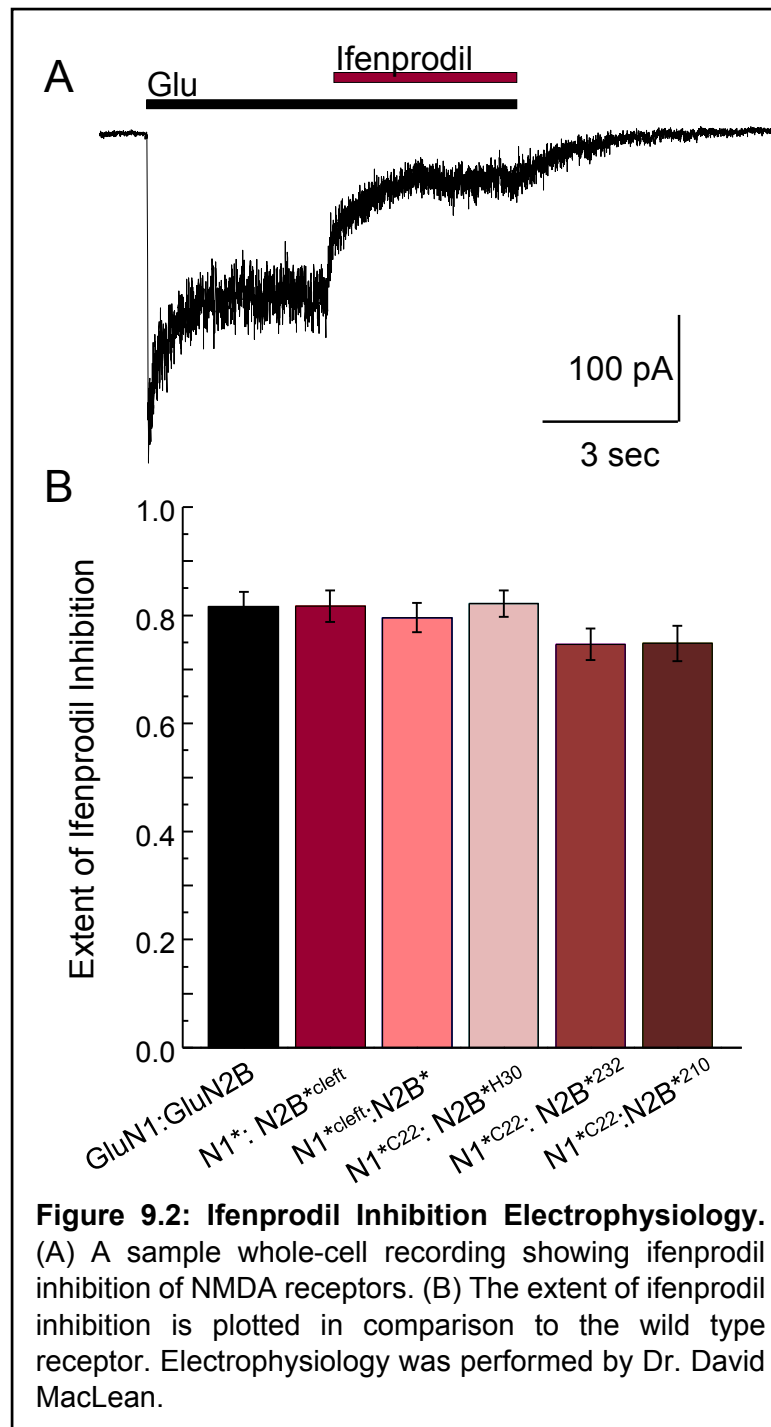 A
Ifenprodil
Glu
100 pA
3 sec
B
Extent of Ifenprodil Inhibition
1.0
0.8
0.6
0.4
0.2
0.0
GluN1:GluN2B
N1*: N2B*cleft
N1*cleft:N2B*
N1*C22: N2B*H30
N1*C22: N2B*232
N1*C22:N2B*210
Figure 9.2: Ifenprodil Inhibition Electrophysiology.
(A) A sample whole-cell recording showing ifenprodil
inhibition of NMDA receptors. (B) The extent of ifenprodil
inhibition is plotted in comparison to the wild type
receptor. Electrophysiology was performed by Dr. David
MacLean.